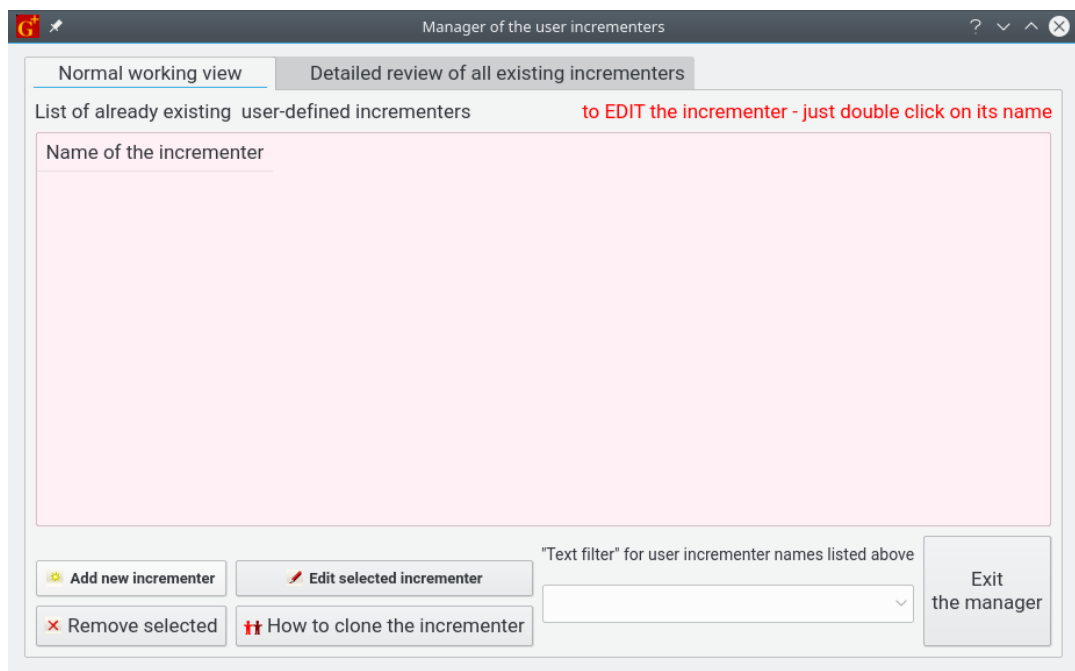 G+ Manager of the user incrementers ?
Normal working view Detailed review of all existing incrementers
List of already existing user-defined incrementers to EDIT the incrementer - just double click on its name
Name of the incrementer
"Text filter" for user incrementer names listed above
Add new incrementer Edit selected incrementer
Exit
the manager
Remove selected How to clone the incrementer